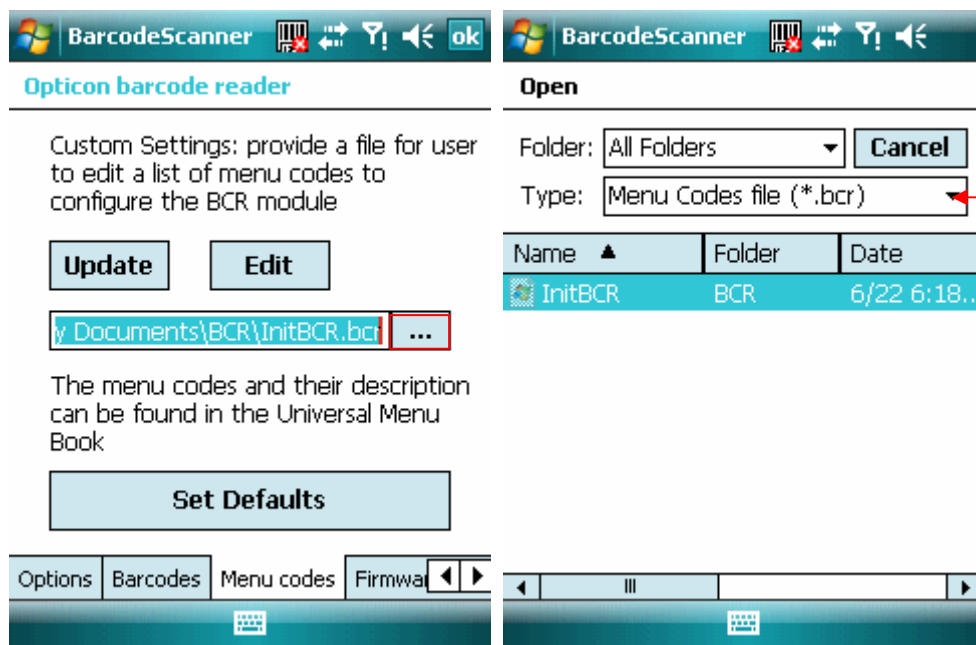 BarcodeScanner ok
Opticon barcode reader
Custom Settings: provide a file for user
to edit a list of menu codes to
configure the BCR module
Update Edit
y Documents\BCR\InitBCR.bcr ...
The menu codes and their description
can be found in the Universal Menu
Book
Set Defaults
Options Barcodes Menu codes Firmwa
BarcodeScanner
Open
Folder: All Folders Cancel
Type: Menu Codes file (*.bcr)
Name Folder Date
InitBCR BCR 6/22 6:18..